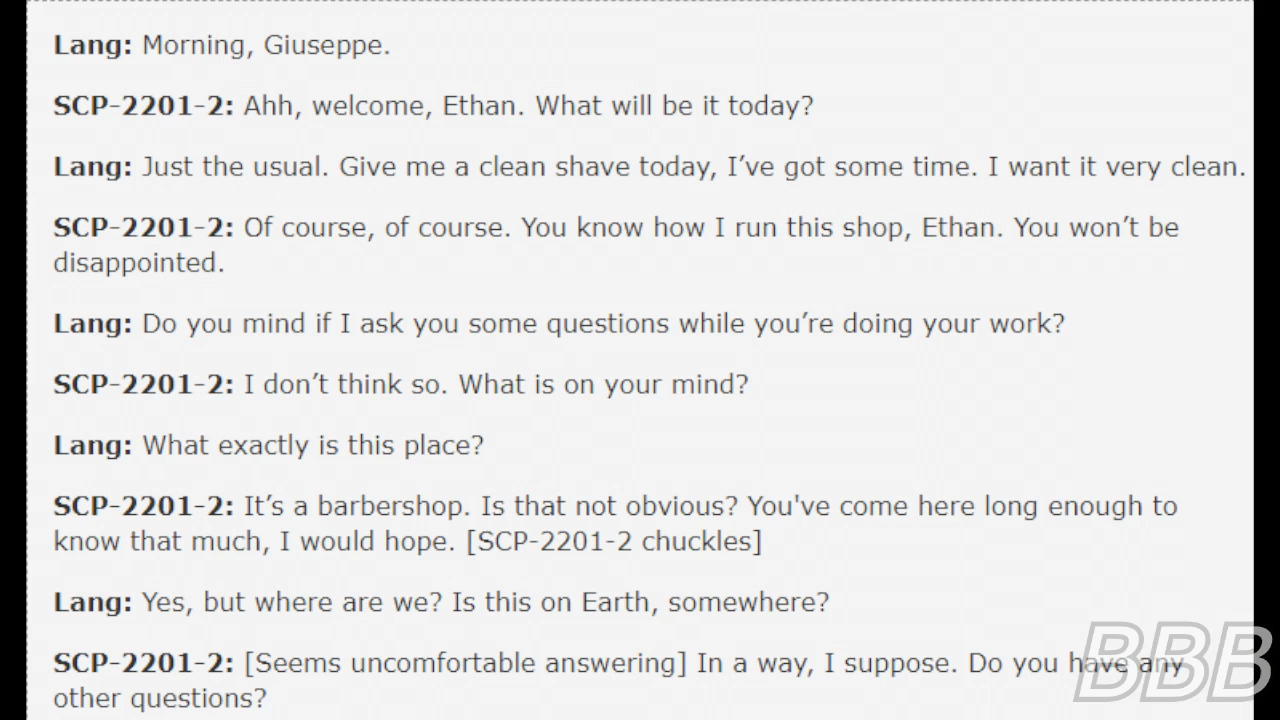 Lang: Morning, Giuseppe.
SCP-2201-2: Ahh, welcome, Ethan. What will be it today?
Lang: Just the usual. Give me a clean shave today, I’ve got some time. I want it very clean.
SCP-2201-2: Of course, of course. You know how I run this shop, Ethan. You won’t be
disappointed.
Lang: Do you mind if I ask you some questions while you’re doing your work?
SCP-2201-2: I don’t think so. What is on your mind?
Lang: What exactly is this place?
SCP-2201-2: It’s a barbershop. Is that not obvious? You've come here long enough to
know that much, I would hope. [SCP-2201-2 chuckles]
Lang: Yes, but where are we? Is this on Earth, somewhere?
SCP-2201-2: [Seems uncomfortable answering] In a way, I suppose. Do you have any
other questions?
BBB